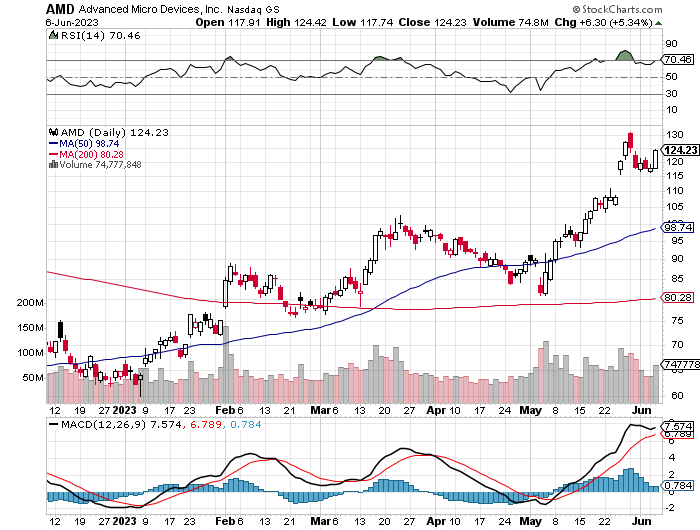 AMD Advanced Micro Devices, Inc. Nasdaq GS © StockCharts.com
6-Jun-2023 Open 117.91 High 124.42 Low 117.74 Close 124.23 Volume 74.8M Chg +6.30 (+5.34%)
RSI(14) 70.46
90
70.46
50
30
10
AMD (Daily) 124.23
MA(50) 98.74
MA(200) 80.28
Volume 74,777,848
124.23
120
115
110
105
100
98.74
95
90
85
80.28
75
70
65
60
200M
150M
100M
50M
747778
12 19 27 2023 9 17 23 Feb 6 13 21 Mar 6 13 20 27 Apr 10 17 24 May 8 15 22 Jun
MACD(12,26,9) 7.574, 6.789, 0.784
7.574
6.789
6
4
2
0.784
0
-2
12 19 27 2023 9 17 23 Feb 6 13 21 Mar 6 13 20 27 Apr 10 17 24 May 8 15 22 Jun